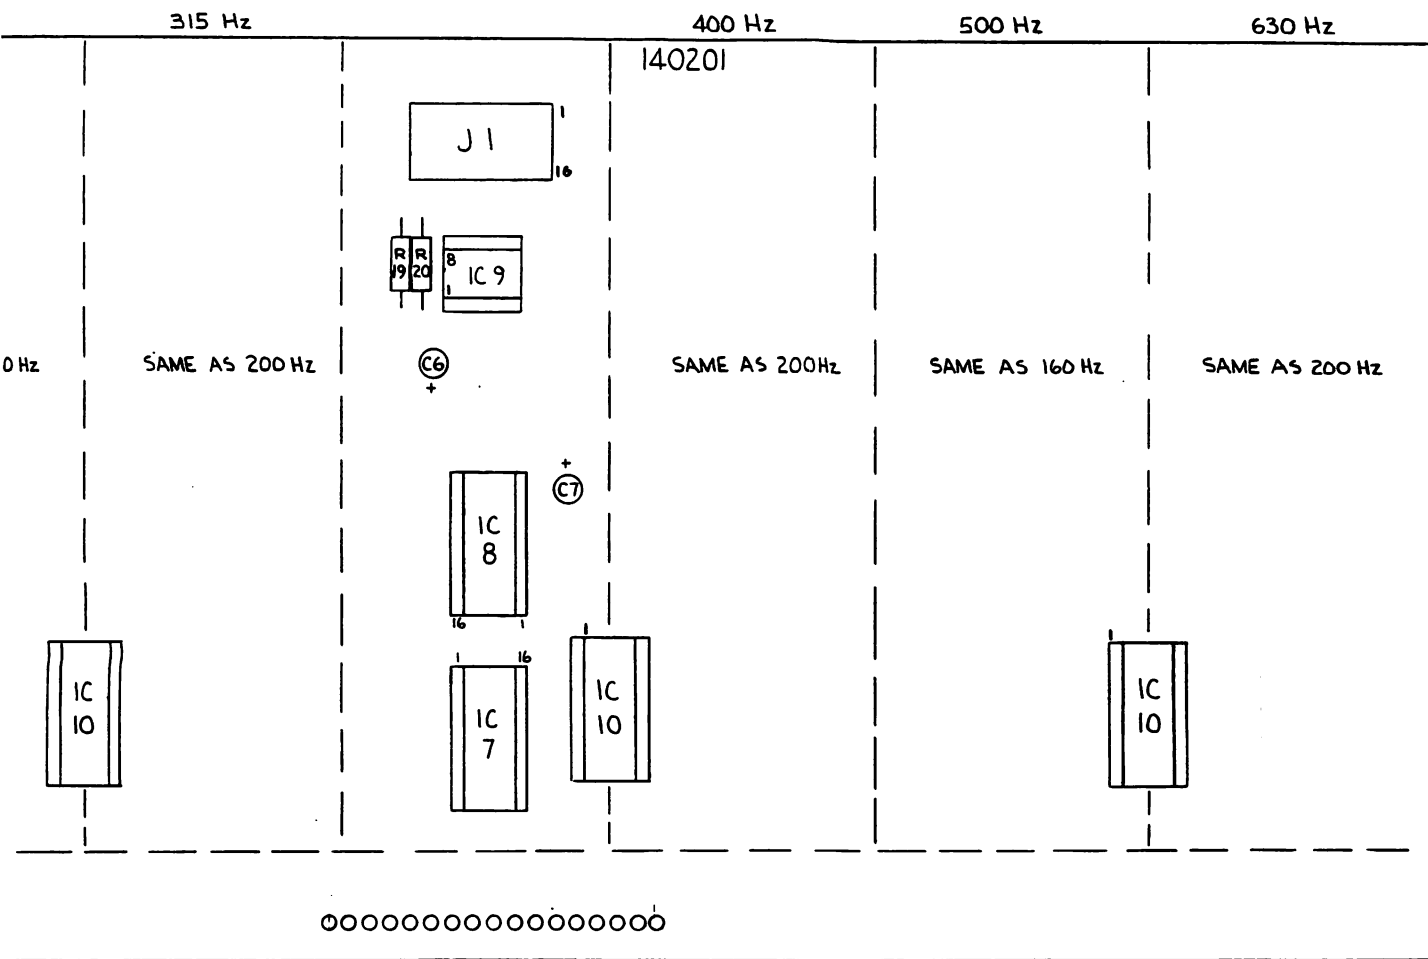 315 Hz
400 Hz
500 Hz
630 Hz
140201
J 1
1
16
R 19
R 20
8
1
IC 9
0 Hz
SAME AS 200 Hz
C6
+
SAME AS 200Hz
SAME AS 160 Hz
SAME AS 200 Hz
+
C7
IC
8
16
1
1
16
IC
7
IC
10
1
IC
10
1
IC
10